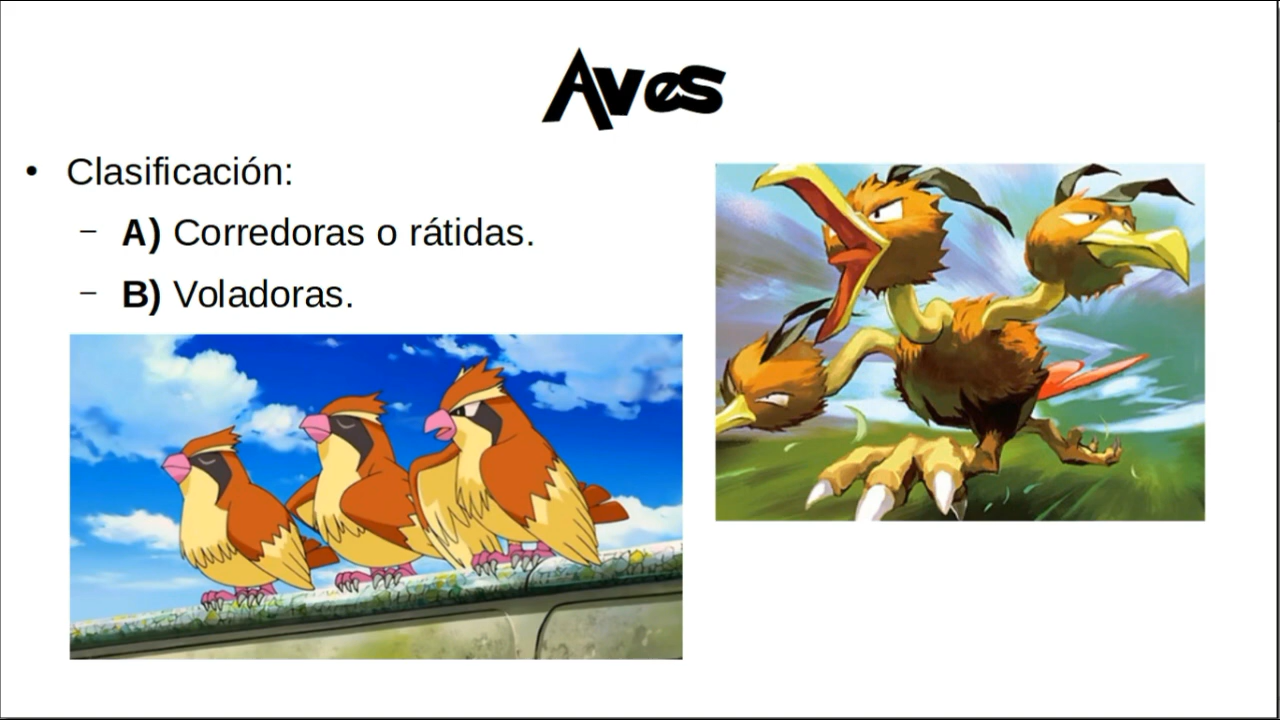 Aves
• Clasificación:
– A) Corredoras o rátidas.
– B) Voladoras.